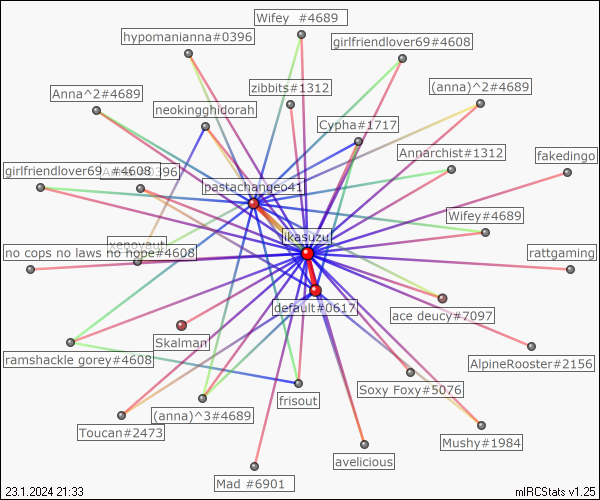 Wifey #4689
hypomanianna#0396
girlfriendlover69#4608
zibbits#1312
(anna)^2#4689
Anna^2#4689
neokingghidorah
Cypha#1717
Annarchist#1312
fakedingo
girlfriendlover69 #4608
#0396
pastachangeo41
Wifey#4689
ikasuzu
xenoyaut
no cops no laws no hope#4608
rattgaming
default#0617
ace deucy#7097
Skalman
ramshackle gorey#4608
AlpineRooster#2156
Soxy Foxy#5076
frisout
(anna)^3#4689
Toucan#2473
Mushy#1984
avelicious
Mad #6901
23.1.2024 21:33
mIRCStats v1.25